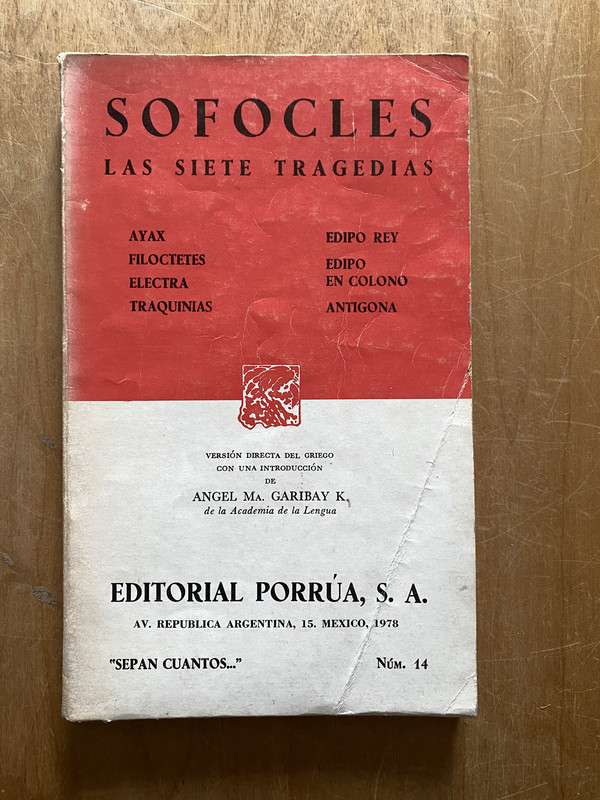 SOFOCLES
LAS SIETE TRAGEDIAS
AYAX
FILOCTETES
ELECTRA
TRAQUINIAS
EDIPO REY
EDIPO
EN COLONO
ANTIGONA
VERSIÓN DIRECTA DEL GRIEGO
CON UNA INTRODUCCIÓN
DE
ANGEL MA. GARIBAY K.
de la Academia de la Lengua
EDITORIAL PORRÚA, S. A.
AV. REPUBLICA ARGENTINA, 15. MEXICO, 1978
"SEPAN CUANTOS..." NÚM. 14